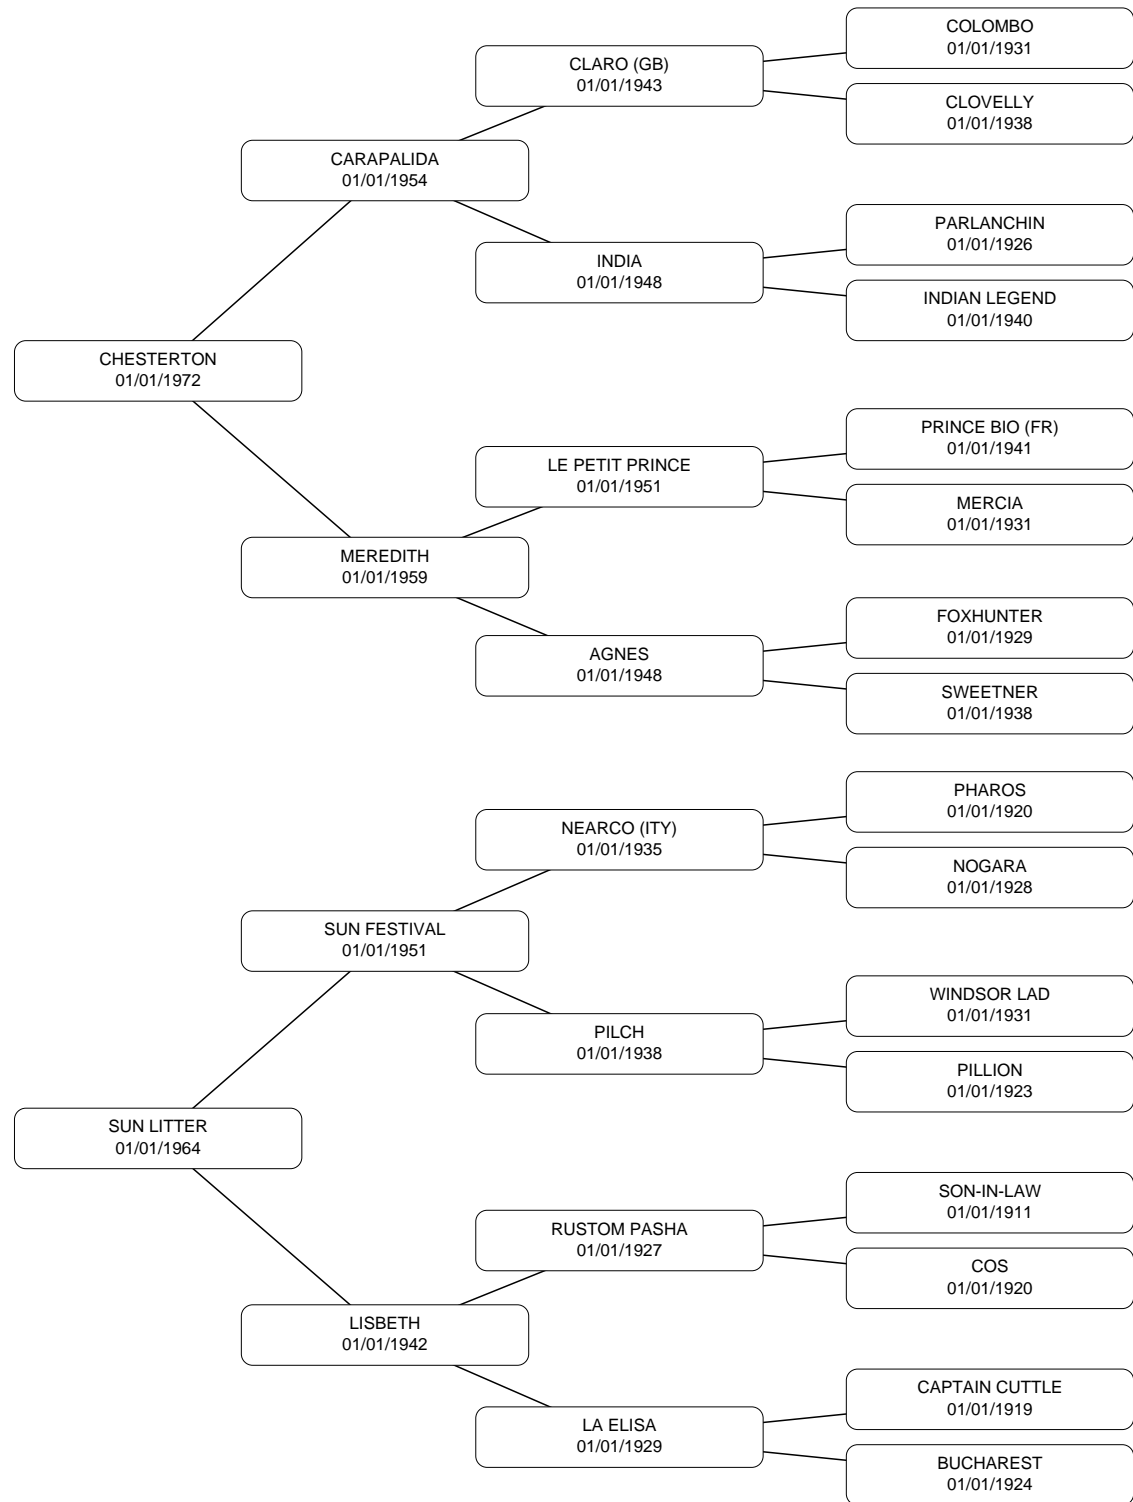 COLOMBO
01/01/1931
CLARO (GB)
01/01/1943
CLOVELLY
01/01/1938
CARAPALIDA
01/01/1954
PARLANCHIN
01/01/1926
INDIA
01/01/1948
INDIAN LEGEND
01/01/1940
CHESTERTON
01/01/1972
PRINCE BIO (FR)
01/01/1941
LE PETIT PRINCE
01/01/1951
MERCIA
01/01/1931
MEREDITH
01/01/1959
FOXHUNTER
01/01/1929
AGNES
01/01/1948
SWEETNER
01/01/1938
PHAROS
01/01/1920
NEARCO (ITY)
01/01/1935
NOGARA
01/01/1928
SUN FESTIVAL
01/01/1951
WINDSOR LAD
01/01/1931
PILCH
01/01/1938
PILLION
01/01/1923
SUN LITTER
01/01/1964
SON-IN-LAW
01/01/1911
RUSTOM PASHA
01/01/1927
COS
01/01/1920
LISBETH
01/01/1942
CAPTAIN CUTTLE
01/01/1919
LA ELISA
01/01/1929
BUCHAREST
01/01/1924